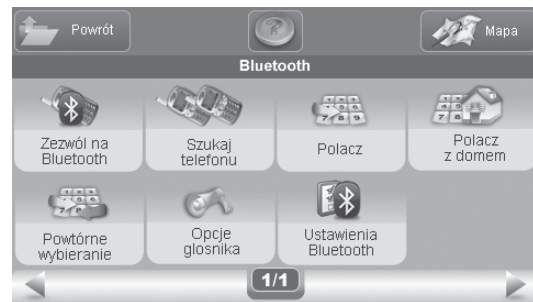 Powrót
Mapa
Bluetooth
Zezwól na
Bluetooth
Szukaj
telefonu
Polacz
Polacz
z domem
Powtórne
wybieranie
Opcje
glosnika
Ustawienia
Bluetooth
1/1